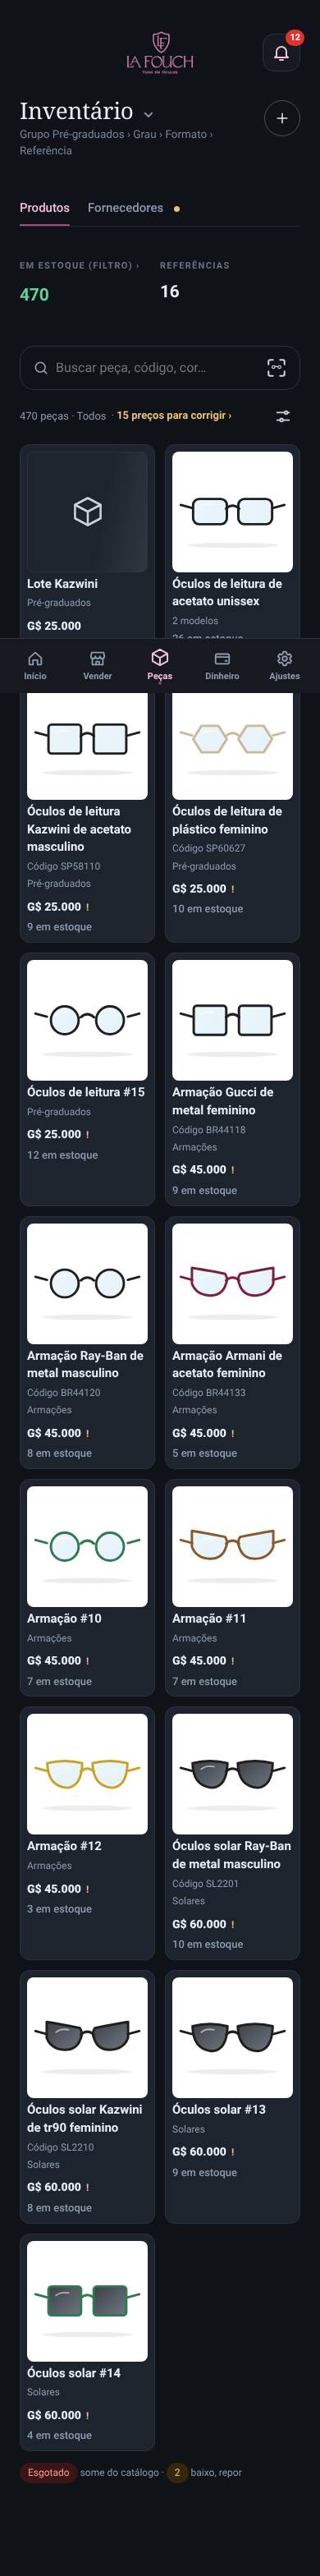 LA FOUCH
Todo em Óculos
12
Inventário
Grupo Pré-graduados › Grau › Formato ›
Referência
Produtos
Fornecedores
EM ESTOQUE (FILTRO) ›
REFERÊNCIAS
470
16
Buscar peça, código, cor…
470 peças · Todos · 15 preços para corrigir ›
Lote Kazwini
Pré-graduados
G$ 25.000
Óculos de leitura de
acetato unissex
2 modelos
Início
Vender
Peças
Dinheiro
Ajustes
Óculos de leitura
Kazwini de acetato
masculino
Código SP58110
Pré-graduados
G$ 25.000 !
9 em estoque
Óculos de leitura de
plástico feminino
Código SP60627
Pré-graduados
G$ 25.000 !
10 em estoque
Óculos de leitura #15
Pré-graduados
G$ 25.000 !
12 em estoque
Armação Gucci de
metal feminino
Código BR44118
Armações
G$ 45.000 !
9 em estoque
Armação Ray-Ban de
metal masculino
Código BR44120
Armações
G$ 45.000 !
8 em estoque
Armação Armani de
acetato feminino
Código BR44133
Armações
G$ 45.000 !
5 em estoque
Armação #10
Armações
G$ 45.000 !
7 em estoque
Armação #11
Armações
G$ 45.000 !
7 em estoque
Armação #12
Armações
G$ 45.000 !
3 em estoque
Óculos solar Ray-Ban
de metal masculino
Código SL2201
Solares
G$ 60.000 !
10 em estoque
Óculos solar Kazwini
de tr90 feminino
Código SL2210
Solares
G$ 60.000 !
8 em estoque
Óculos solar #13
Solares
G$ 60.000 !
9 em estoque
Óculos solar #14
Solares
G$ 60.000 !
4 em estoque
Esgotado some do catálogo · 2 baixo, repor